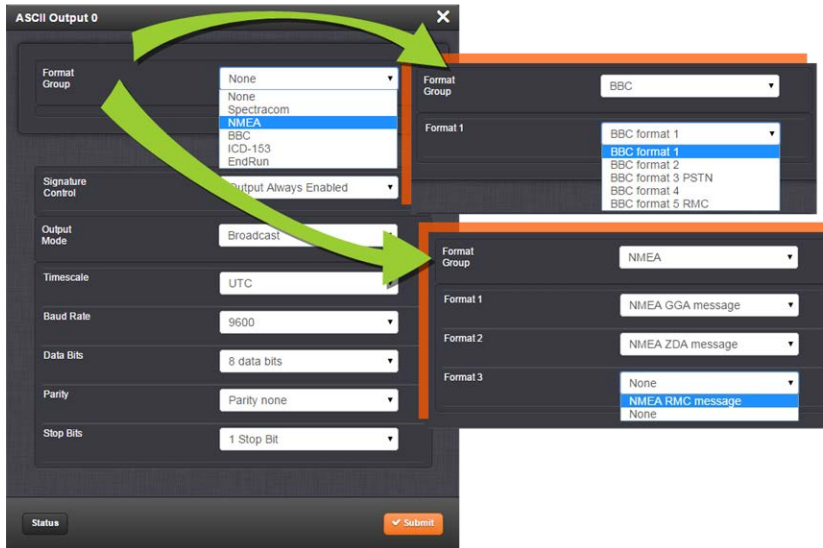 ASCII Output 0
Format
Group
None
None
Spectracom
NMEA
BBC
ICD-153
EndRun
Signature
Control
Output Always Enabled
Output
Mode
Broadcast
Timescale
UTC
Baud Rate
9600
Data Bits
8 data bits
Parity
Parity none
Stop Bits
1 Stop Bit
Status
Submit
Format
Group
BBC
Format 1
BBC format 1
BBC format 1
BBC format 2
BBC format 3 PSTN
BBC format 4
BBC format 5 RMC
Format
Group
NMEA
Format 1
NMEA GGA message
Format 2
NMEA ZDA message
Format 3
None
NMEA RMC message
None